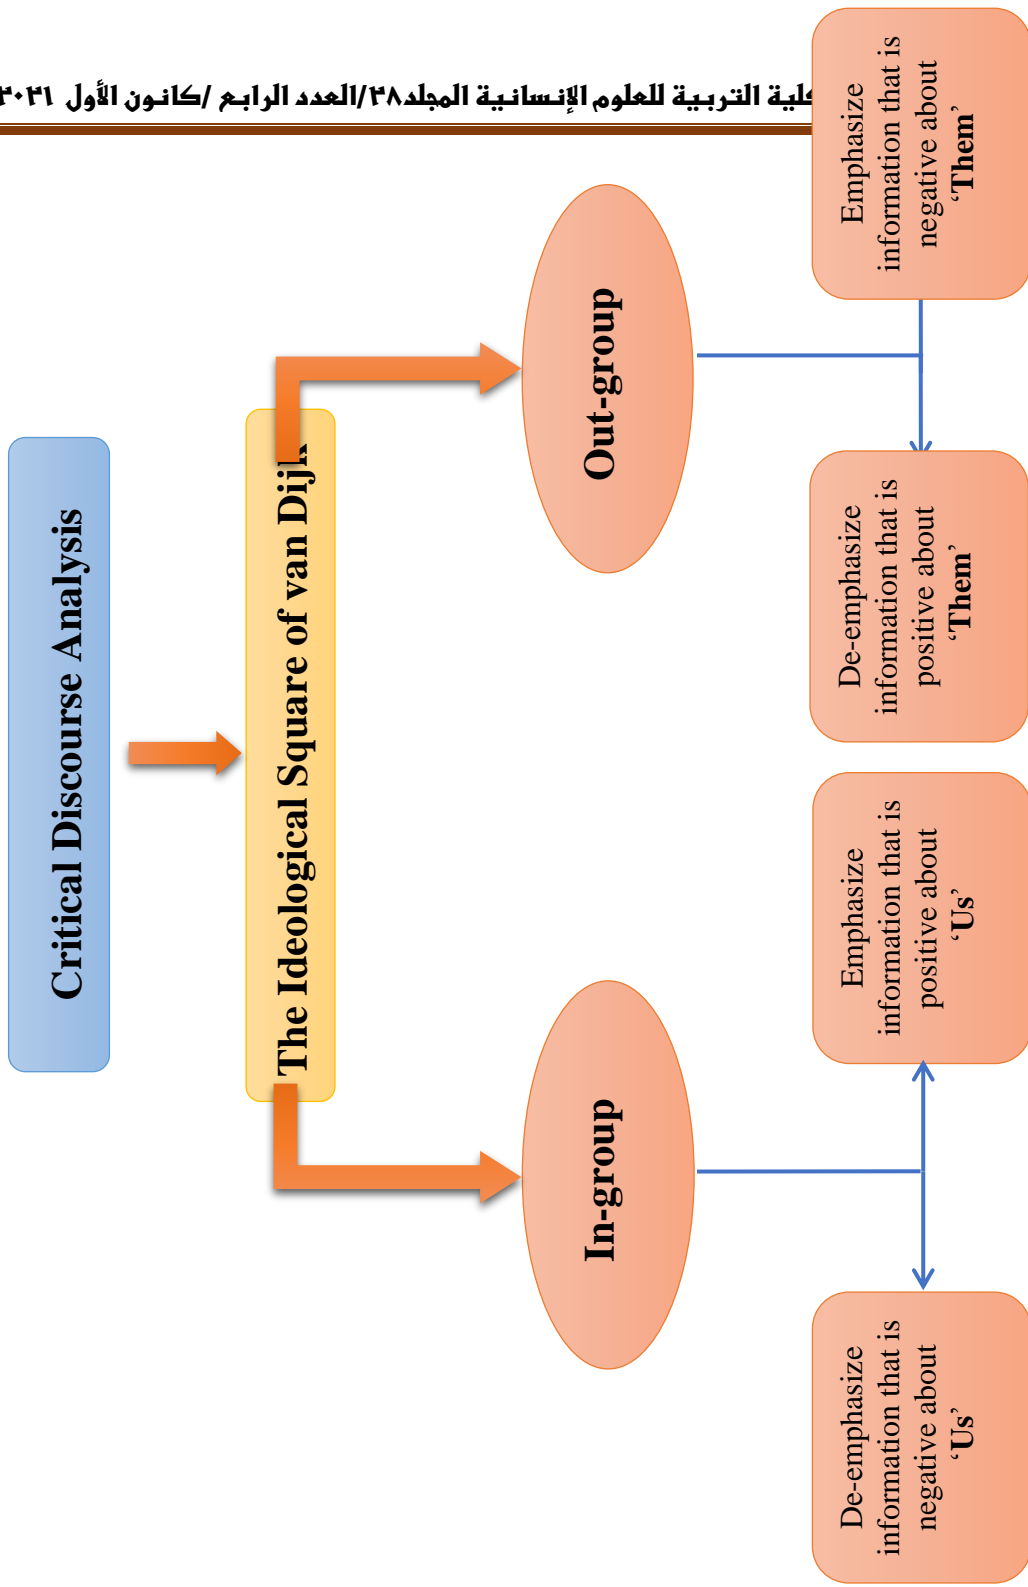 كلية التربية للعلوم الإنسانية المجلد٢٨/العدد الرابع /كانون الأول ٢٠٢١
Critical Discourse Analysis
The Ideological Square of van Dijk
In-group
Out-group
De-emphasize
information that is
negative about
‘Us’
Emphasize
information that is
positive about
‘Us’
De-emphasize
information that is
positive about
‘Them’
Emphasize
information that is
negative about
‘Them’